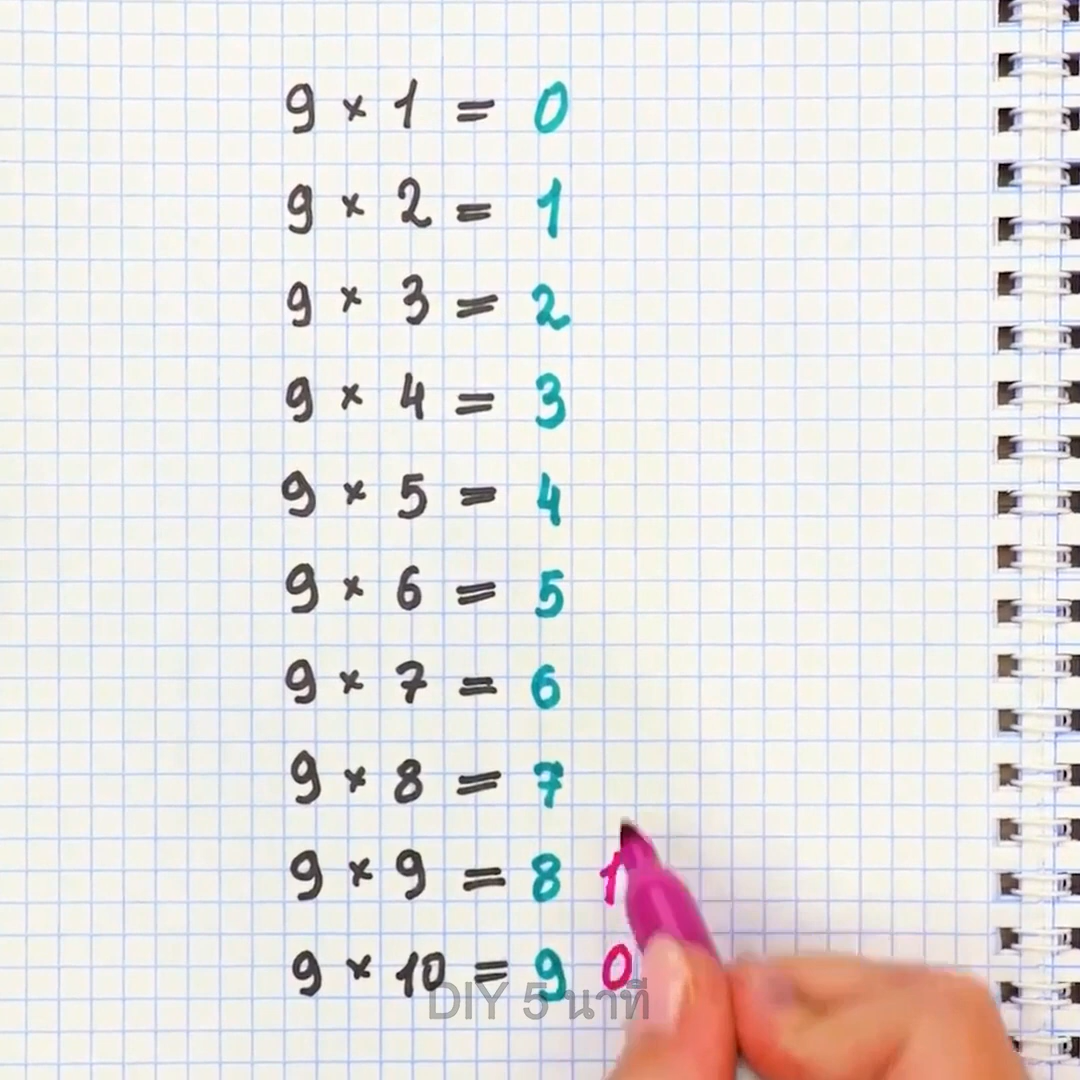 9 × 1 = 0
9 × 2 = 1
9 × 3 = 2
9 × 4 = 3
9 × 5 = 4
9 × 6 = 5
9 × 7 = 6
9 × 8 = 7
9 × 9 = 8 1
9 × 10 = 9 0
DIY 5 นาที